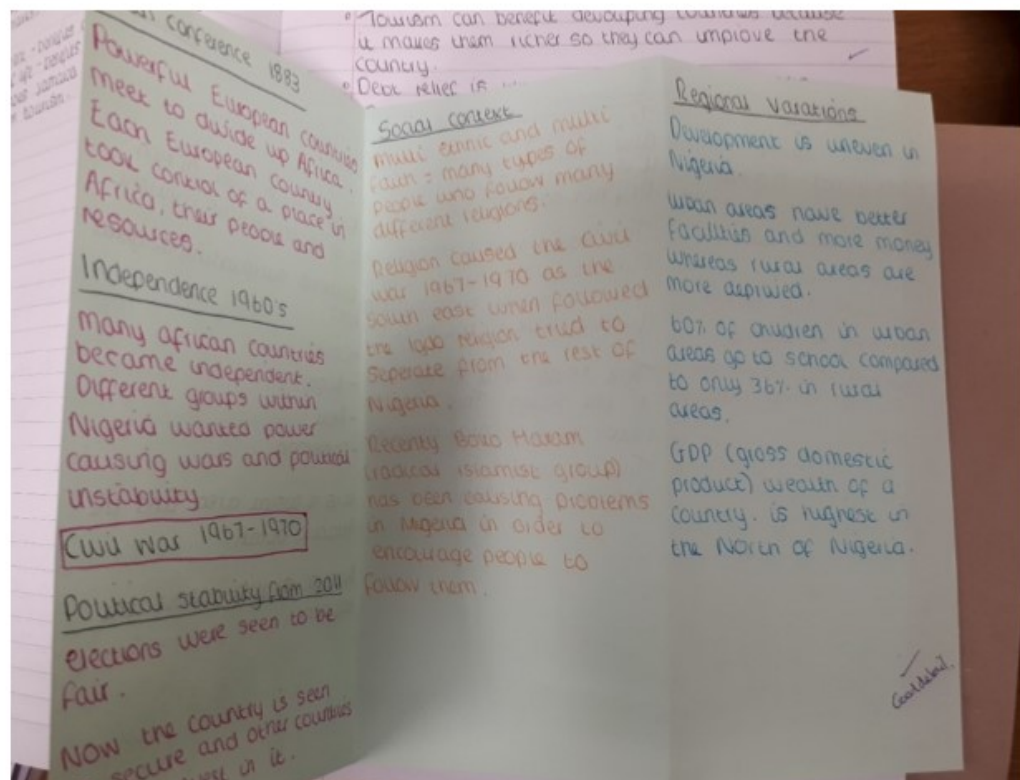 Tourism can benefit devouping countries because
it makes them richer so they can improve the
country.
Debt relief is
Conference 1883
Powerful European countries
meet to divide up Africa.
Each European country
took control of a place in
Africa, their people and
resources.
Independence 1960's
Many african countries
became independent.
Different groups within
Nigeria wanted power
causing wars and political
instability
Civil War 1967-1970
Political stability from 2011
elections were seen to be
fair.
NOW the country is seen
secure and other countries
in it.
Social context
multi ethnic and multi
faith = many types of
people who follow many
different religions.
Religion caused the civil
war 1967-1970 as the
south east when followed
the Igbo religion tried to
seperate from the rest of
Nigeria.
Recently Boko Haram
(radical islamist group)
has been causing problems
in Nigeria in order to
encourage people to
follow them.
Regional Varations
Development is uneven in
Nigeria.
urban areas have better
facilities and more money
whereas rural areas are
more deprived.
60% of children in urban
areas go to school compared
to only 36% in rural
areas.
GDP (gross domestic
product) wealth of a
country. is highest in
the North of Nigeria.
Good detail.